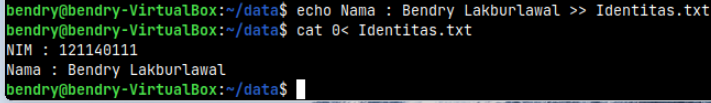 bendry@bendry-VirtualBox:~/data$ echo Nama : Bendry Lakburlawal >> Identitas.txt
bendry@bendry-VirtualBox:~/data$ cat 0< Identitas.txt
NIM : 121140111
Nama : Bendry Lakburlawal
bendry@bendry-VirtualBox:~/data$